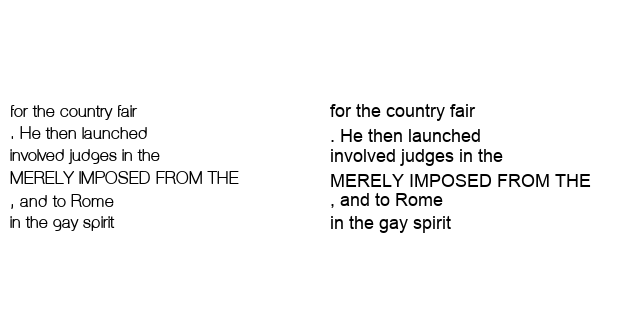 for the country fair
, He then launched
involved judges in the
MERELY IMPOSED FROM THE
, and to Rome
in the gay spirit
for the country fair
. He then launched
involved judges in the
MERELY IMPOSED FROM THE
, and to Rome
in the gay spirit